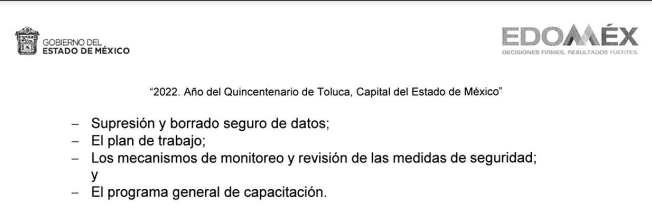 GOBIERNO DEL
ESTADO DE MÉXICO
EDOMÉX
DECISIONES FIRMES, RESULTADOS FUERTES.
"2022. Año del Quincentenario de Toluca, Capital del Estado de México"
– Supresión y borrado seguro de datos;
– El plan de trabajo;
– Los mecanismos de monitoreo y revisión de las medidas de seguridad;
y
– El programa general de capacitación.